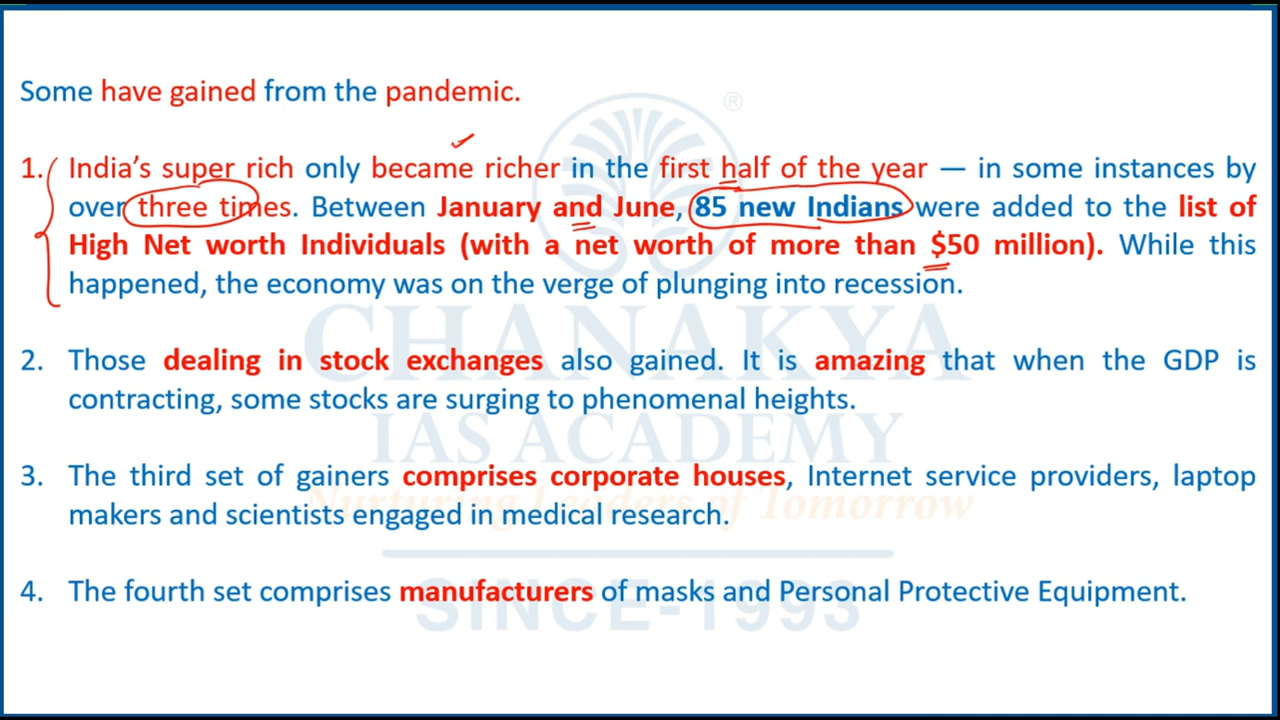 Some have gained from the pandemic.
®
1. India’s super rich only became richer in the first half of the year — in some instances by
over three times. Between January and June, 85 new Indians were added to the list of
High Net worth Individuals (with a net worth of more than $50 million). While this
happened, the economy was on the verge of plunging into recession.
CHANAKYA
2. Those dealing in stock exchanges also gained. It is amazing that when the GDP is
contracting, some stocks are surging to phenomenal heights.
IAS ACADEMY
3. The third set of gainers comprises corporate houses, Internet service providers, laptop
makers and scientists engaged in medical research.
Nurturing Leaders of Tomorrow
4. The fourth set comprises manufacturers of masks and Personal Protective Equipment.
SINCE-1993